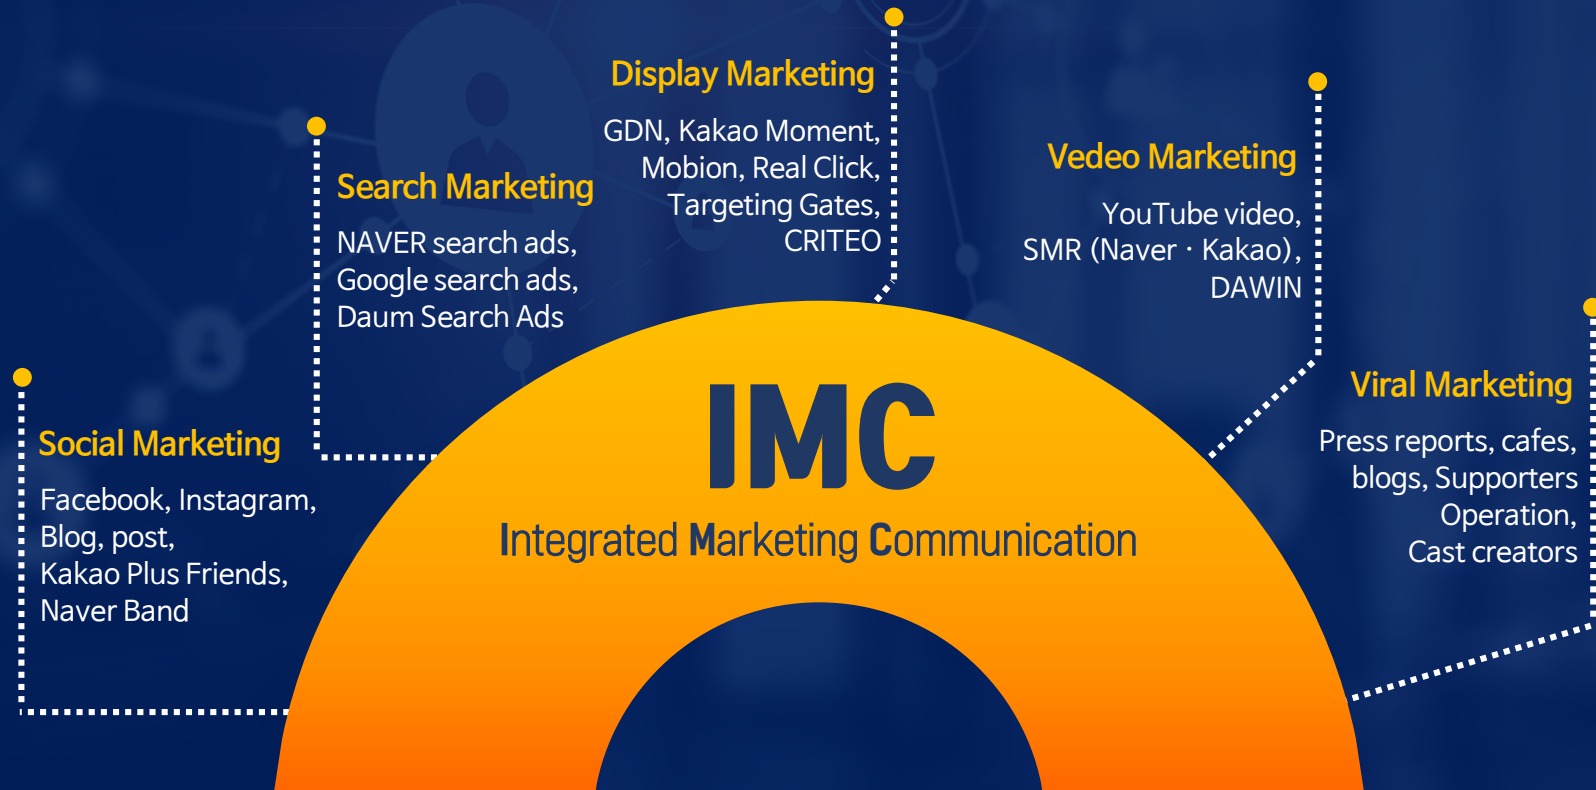 Display Marketing
GDN, Kakao Moment,
Mobion, Real Click,
Targeting Gates,
CRITEO
Vedeo Marketing
YouTube video,
SMR (Naver · Kakao),
DAWIN
Search Marketing
NAVER search ads,
Google search ads,
Daum Search Ads
Viral Marketing
Press reports, cafes,
blogs, Supporters
Operation,
Cast creators
Social Marketing
Facebook, Instagram,
Blog, post,
Kakao Plus Friends,
Naver Band
IMC
Integrated Marketing Communication